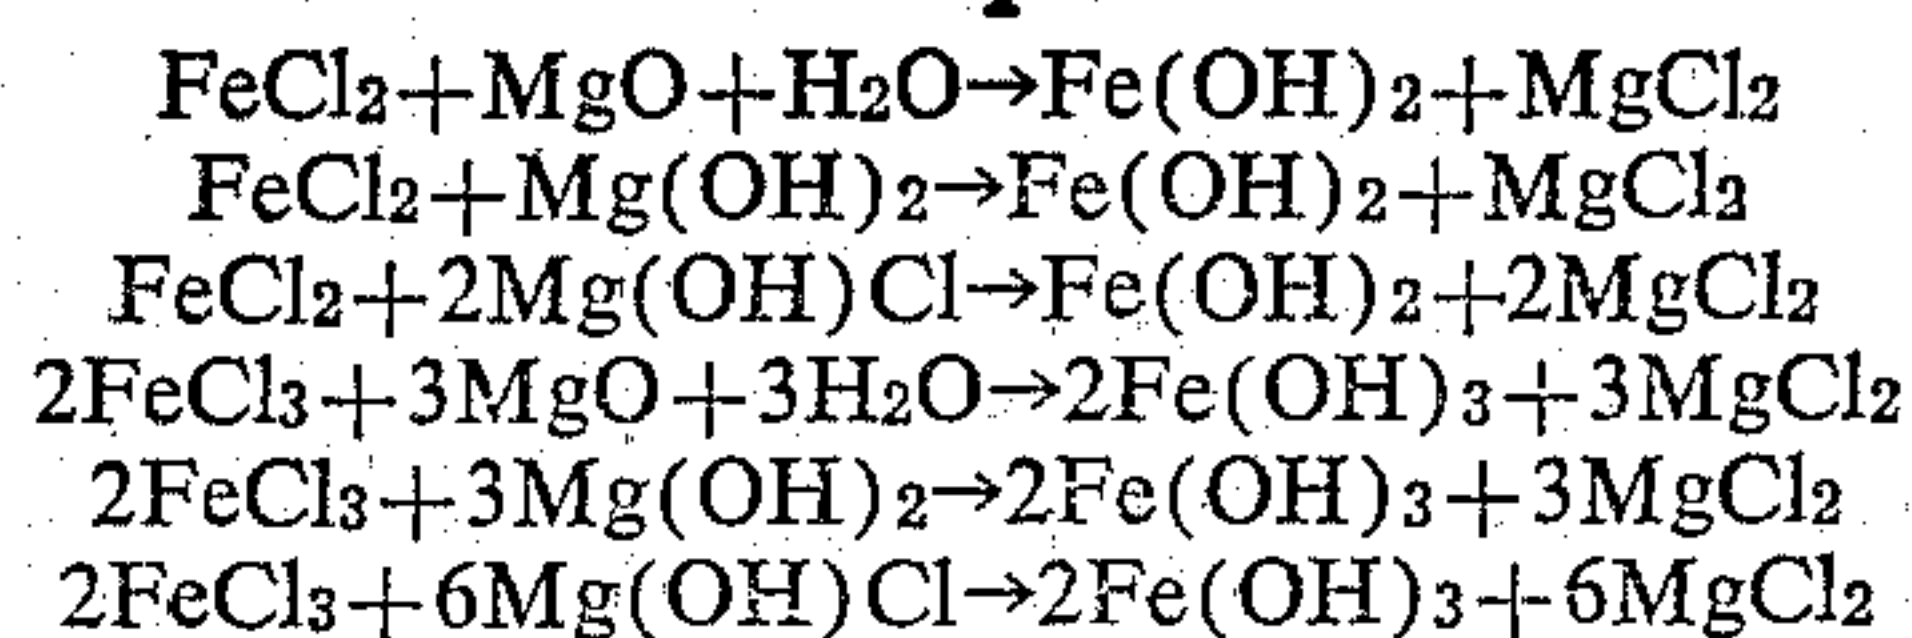 FeCl2+MgO+H2O→Fe(OH)2+MgCl2
FeCl2+Mg(OH)2→Fe(OH)2+MgCl2
FeCl2+2Mg(OH)Cl→Fe(OH)2+2MgCl2
2FeCl3+3MgO+3H2O→2Fe(OH)3+3MgCl2
2FeCl3+3Mg(OH)2→2Fe(OH)3+3MgCl2
2FeCl3+6Mg(OH)Cl→2Fe(OH)3+6MgCl2